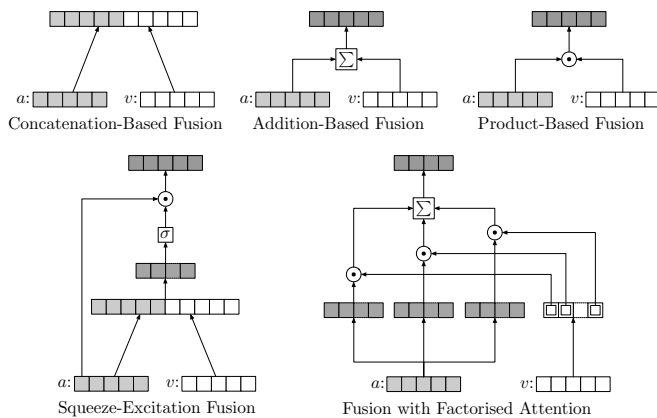 a: v: a: v: a: v:
∑
Concatenation-Based Fusion Addition-Based Fusion Product-Based Fusion
σ
∑
a: v: a: v:
Squeeze-Excitation Fusion Fusion with Factorised Attention